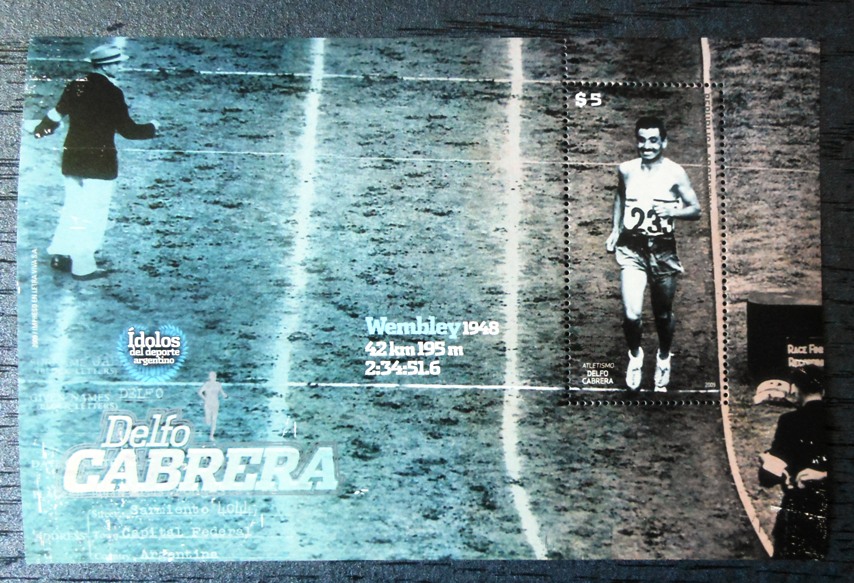 $5
23
Ídolos
del deporte
argentino
Wembley 1948
42 km 195 m
2:34:51.6
ATLETISMO
DELFO
CABRERA
2009
Delfo
CABRERA
Sarmiento
Capital Federal
Argentina